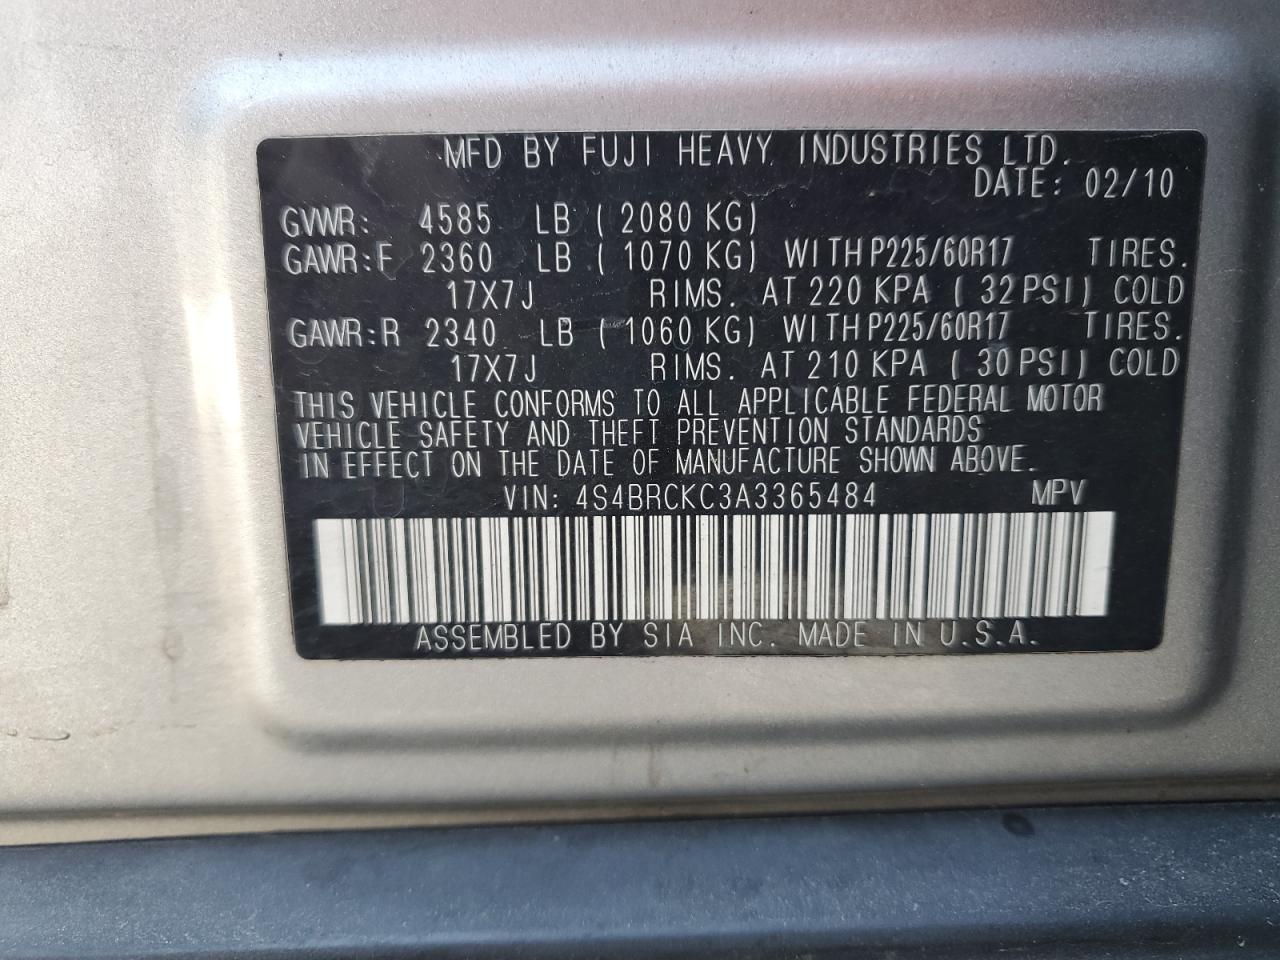 MFD BY FUJI HEAVY INDUSTRIES LTD.
DATE: 02/10
GVWR: 4585 LB (2080 KG)
GAWR:F 2360 LB (1070 KG) WITH P225/60R17 TIRES.
17X7J RIMS. AT 220 KPA (32 PSI) COLD
GAWR:R 2340 LB (1060 KG) WITH P225/60R17 TIRES.
17X7J RIMS. AT 210 KPA (30 PSI) COLD
THIS VEHICLE CONFORMS TO ALL APPLICABLE FEDERAL MOTOR
VEHICLE SAFETY AND THEFT PREVENTION STANDARDS
IN EFFECT ON THE DATE OF MANUFACTURE SHOWN ABOVE.
VIN: 4S4BRCKC3A3365484 MPV
ASSEMBLED BY SIA INC. MADE IN U.S.A.